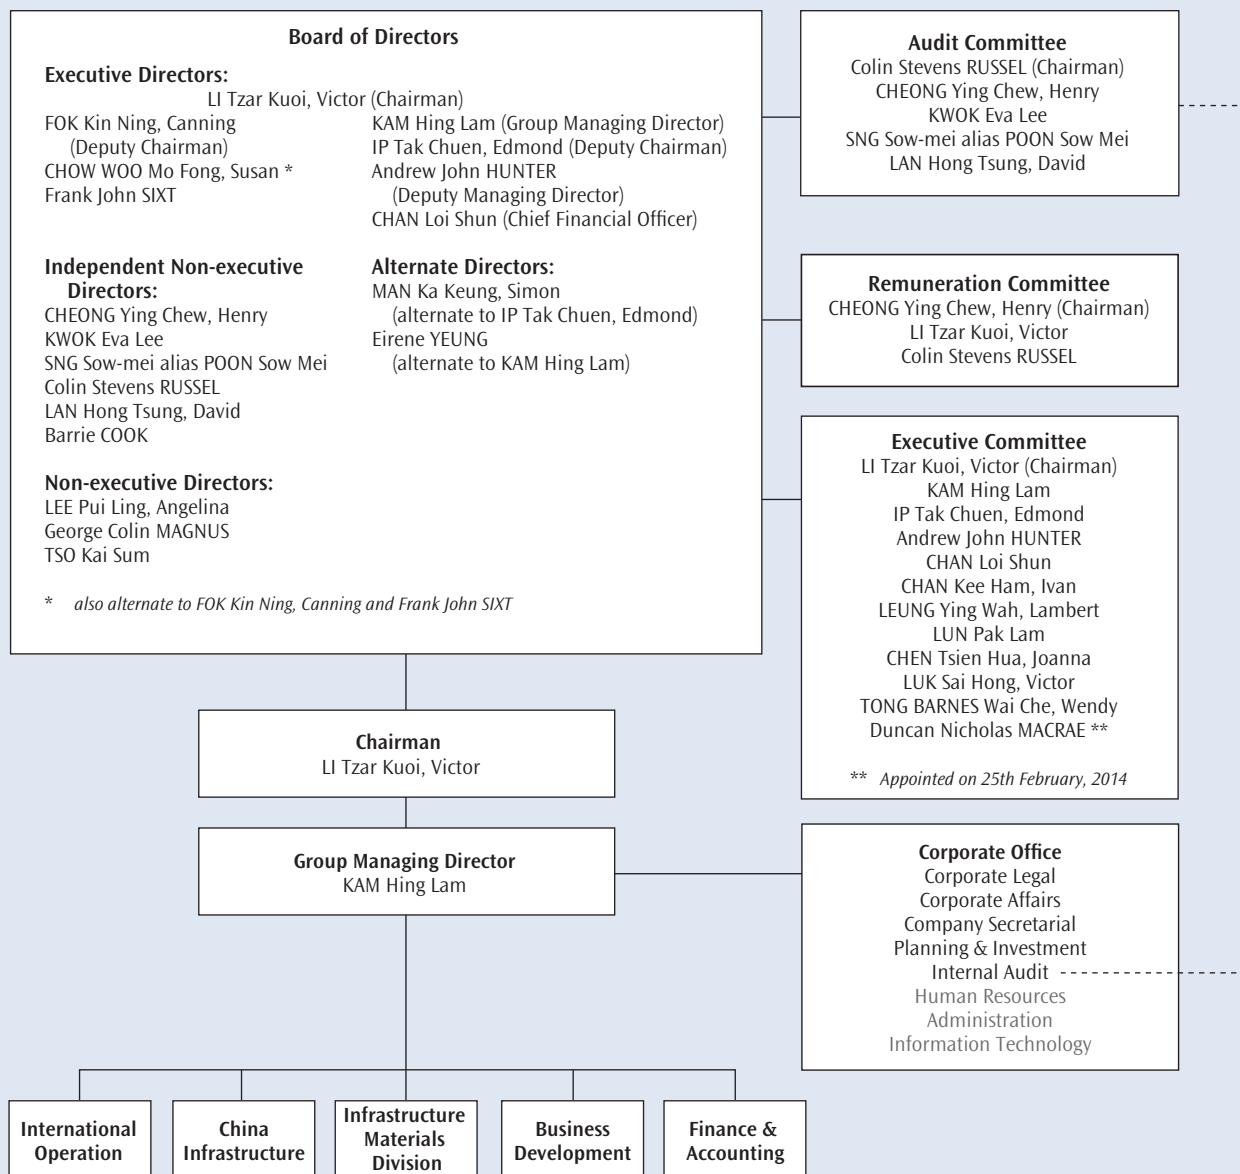 Board of Directors
Executive Directors:
LI Tzar Kuoi, Victor (Chairman)
FOK Kin Ning, Canning
(Deputy Chairman)
CHOW WOO Mo Fong, Susan *
Frank John SIXT
KAM Hing Lam (Group Managing Director)
IP Tak Chuen, Edmond (Deputy Chairman)
Andrew John HUNTER
(Deputy Managing Director)
CHAN Loi Shun (Chief Financial Officer)
Independent Non-executive
Directors:
CHEONG Ying Chew, Henry
KWOK Eva Lee
SNG Sow-mei alias POON Sow Mei
Colin Stevens RUSSEL
LAN Hong Tsung, David
Barrie COOK
Alternate Directors:
MAN Ka Keung, Simon
(alternate to IP Tak Chuen, Edmond)
Eirene YEUNG
(alternate to KAM Hing Lam)
Non-executive Directors:
LEE Pui Ling, Angelina
George Colin MAGNUS
TSO Kai Sum
* also alternate to FOK Kin Ning, Canning and Frank John SIXT
Audit Committee
Colin Stevens RUSSEL (Chairman)
CHEONG Ying Chew, Henry
KWOK Eva Lee
SNG Sow-mei alias POON Sow Mei
LAN Hong Tsung, David
Remuneration Committee
CHEONG Ying Chew, Henry (Chairman)
LI Tzar Kuoi, Victor
Colin Stevens RUSSEL
Executive Committee
LI Tzar Kuoi, Victor (Chairman)
KAM Hing Lam
IP Tak Chuen, Edmond
Andrew John HUNTER
CHAN Loi Shun
CHAN Kee Ham, Ivan
LEUNG Ying Wah, Lambert
LUN Pak Lam
CHEN Tsien Hua, Joanna
LUK Sai Hong, Victor
TONG BARNES Wai Che, Wendy
Duncan Nicholas MACRAE **
** Appointed on 25th February, 2014
Chairman
LI Tzar Kuoi, Victor
Group Managing Director
KAM Hing Lam
Corporate Office
Corporate Legal
Corporate Affairs
Company Secretarial
Planning & Investment
Internal Audit
Human Resources
Administration
Information Technology
International
Operation
China
Infrastructure
Infrastructure
Materials
Division
Business
Development
Finance &
Accounting